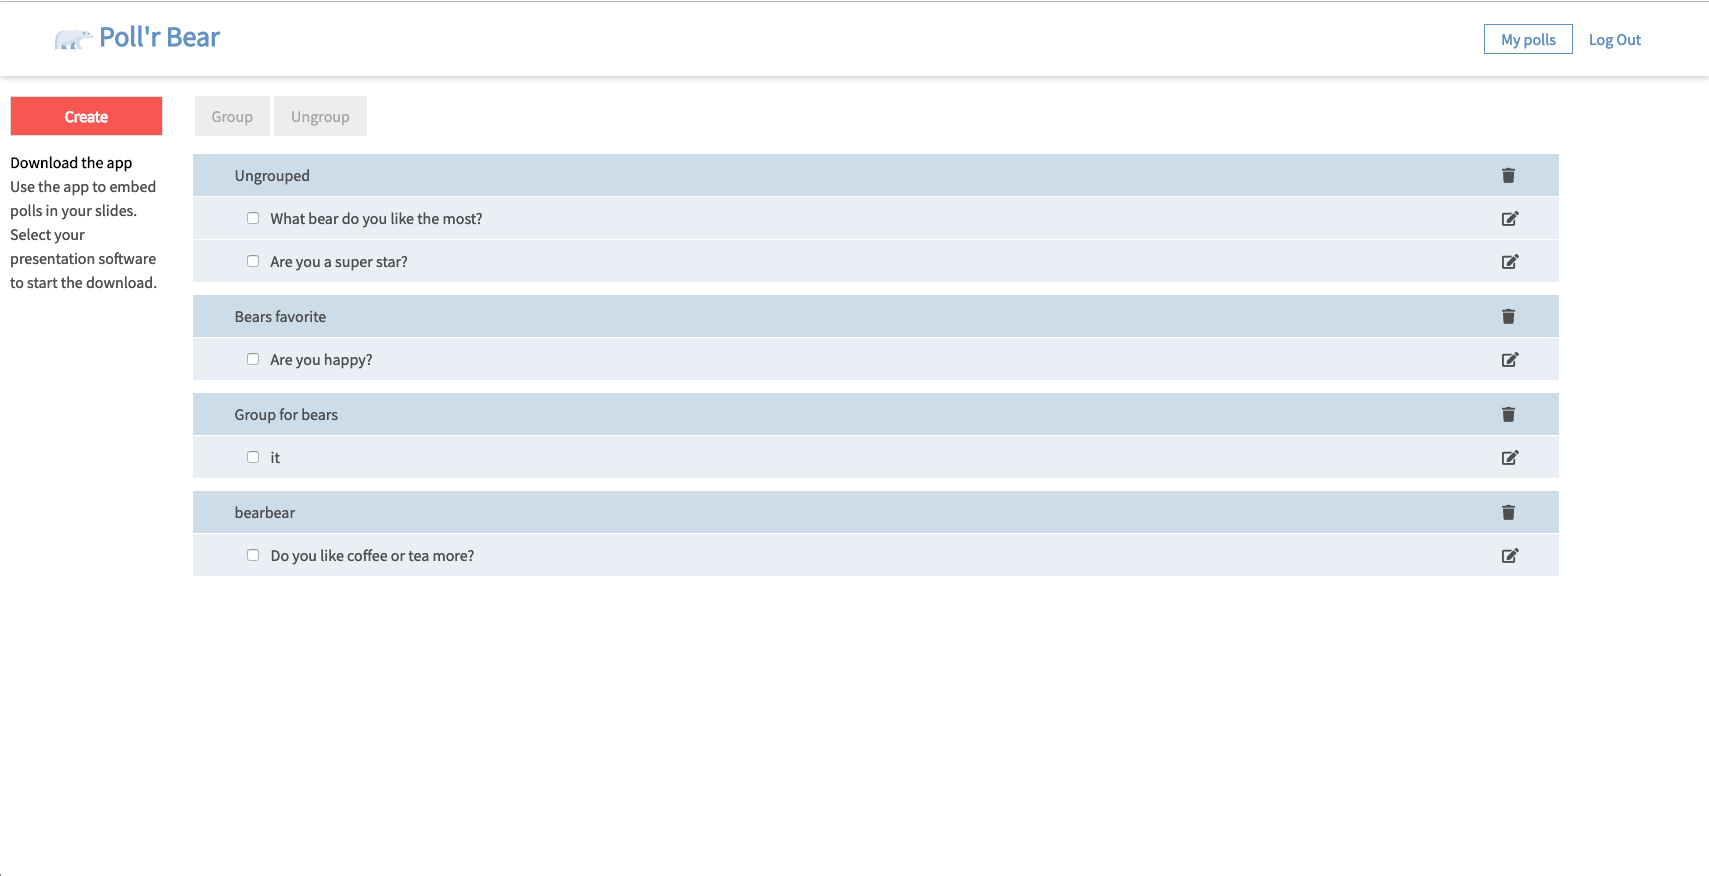 Poll'r Bear
My polls
Log Out
Create
Group
Ungroup
Download the app
Use the app to embed
polls in your slides.
Select your
presentation software
to start the download.
Ungrouped
What bear do you like the most?
Are you a super star?
Bears favorite
Are you happy?
Group for bears
it
bearbear
Do you like coffee or tea more?